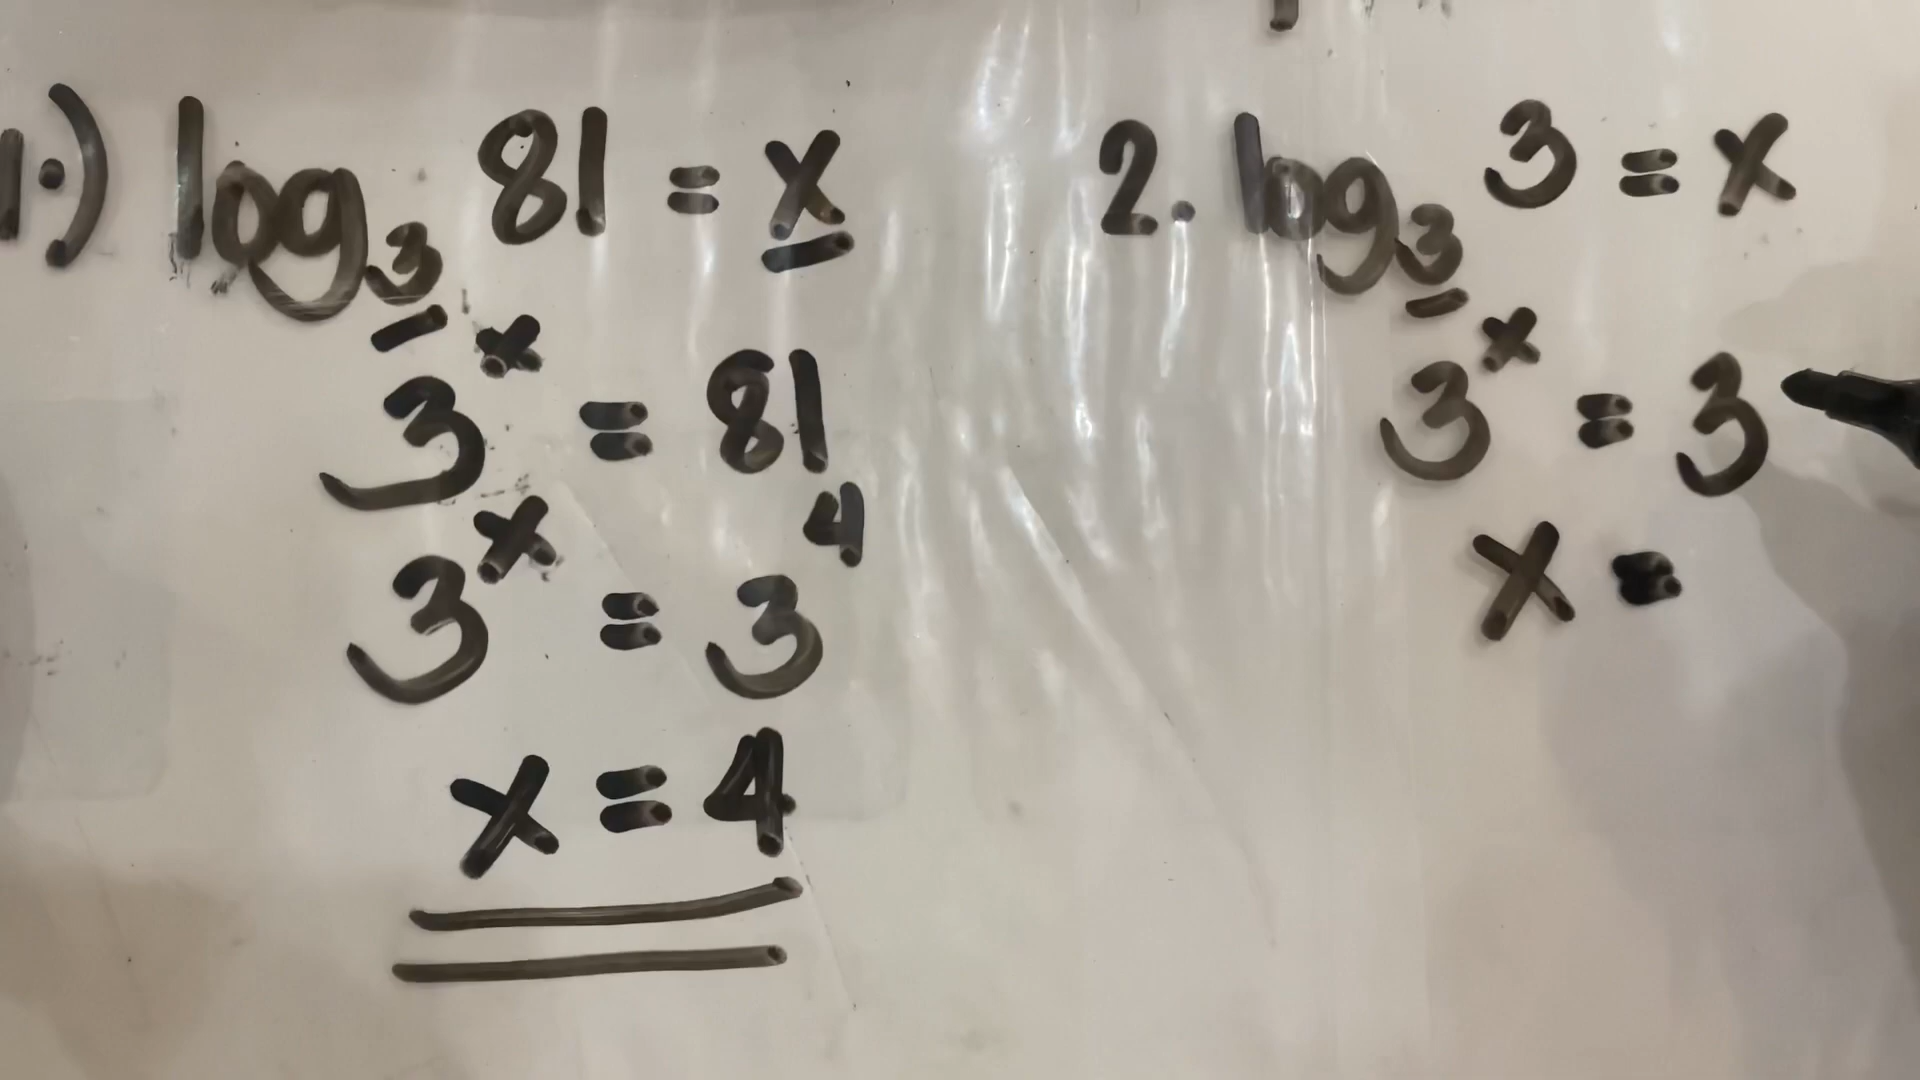 1.) log₃ 81 = x
3ˣ = 81
3ˣ = 3⁴
x = 4
2. log₃ 3 = x
3ˣ = 3
x =